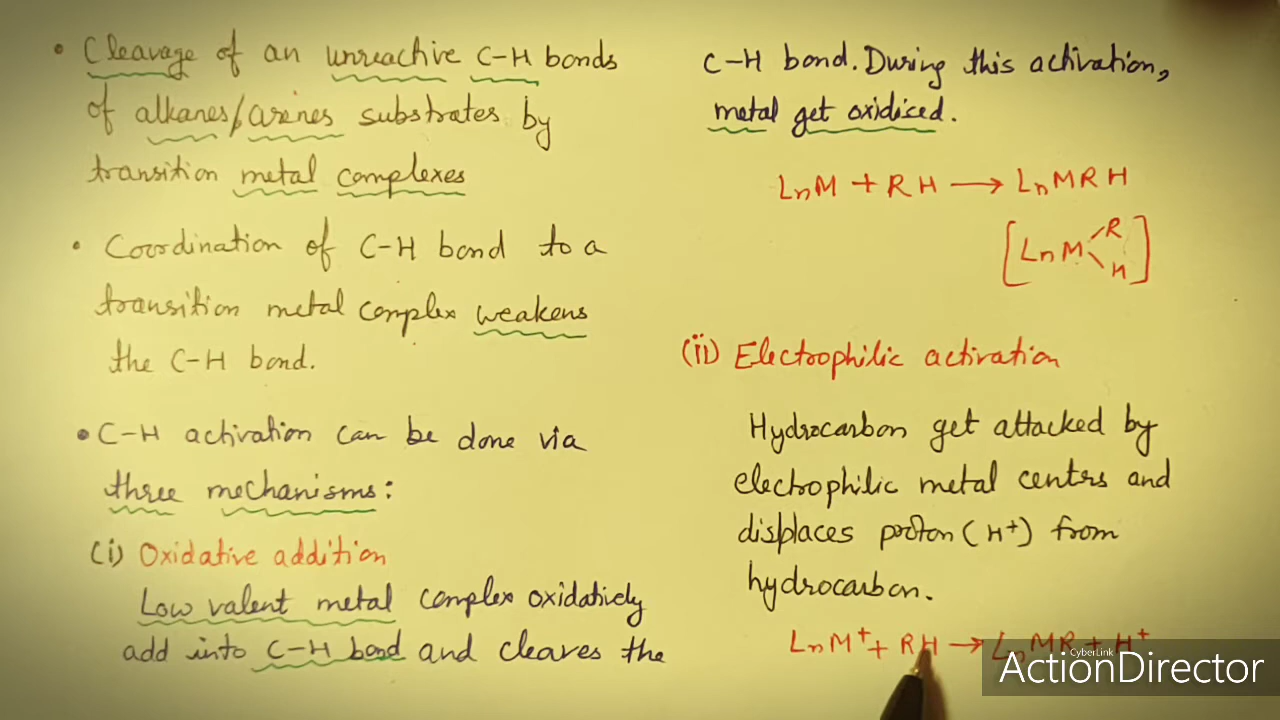 • Cleavage of an unreactive C-H bonds
of alkanes/arenes substrates by
transition metal complexes
• Coordination of C-H bond to a
transition metal complex weakens
the C-H bond.
• C-H activation can be done via
three mechanisms:
(i) Oxidative addition
Low valent metal complex oxidatively
add into C-H bond and cleaves the
C-H bond. During this activation,
metal get oxidised.
LnM + RH → LnMRH
[LnM R H]
(ii) Electrophilic activation
Hydrocarbon get attacked by
electrophilic metal centers and
displaces proton (H+) from
hydrocarbon.
LnM+ + RH → LnMR + H+
CyberLink
ActionDirector